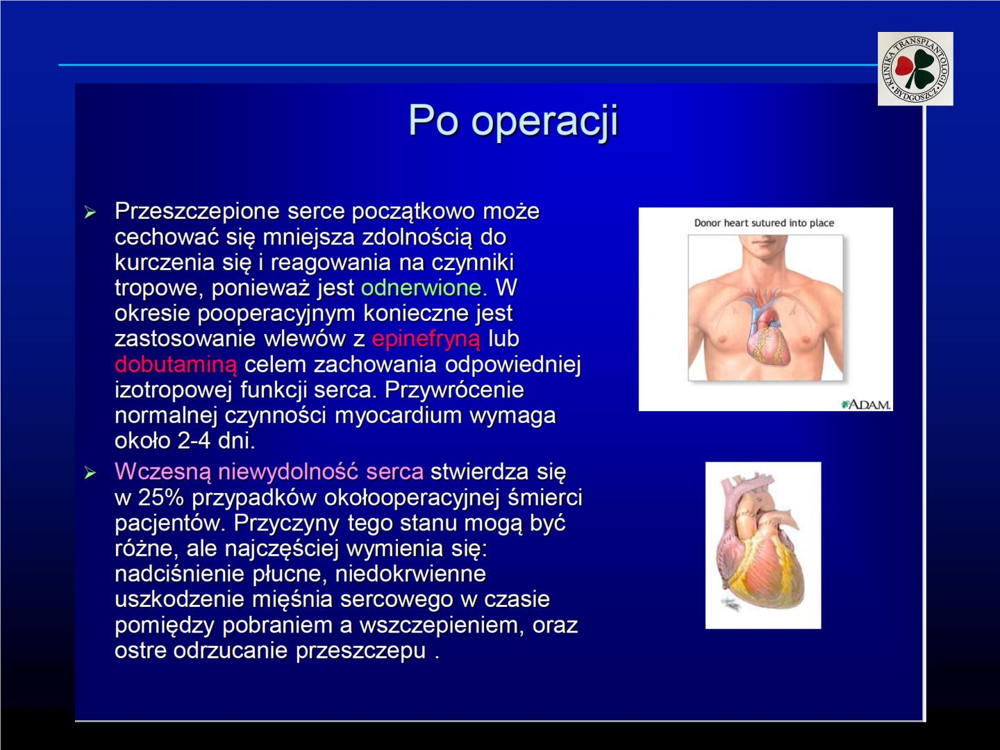 KLINIKA TRANSPLANTOLOGII
BYDGOSZCZ
Po operacji
Przeszczepione serce początkowo może
cechować się mniejsza zdolnością do
kurczenia się i reagowania na czynniki
tropowe, ponieważ jest odnerwione. W
okresie pooperacyjnym konieczne jest
zastosowanie wlewów z epinefryną lub
dobutaminą celem zachowania odpowiedniej
izotropowej funkcji serca. Przywrócenie
normalnej czynności myocardium wymaga
około 2-4 dni.
Wczesną niewydolność serca stwierdza się
w 25% przypadków okołooperacyjnej śmierci
pacjentów. Przyczyny tego stanu mogą być
różne, ale najczęściej wymienia się:
nadciśnienie płucne, niedokrwienne
uszkodzenie mięśnia sercowego w czasie
pomiędzy pobraniem a wszczepieniem, oraz
ostre odrzucanie przeszczepu .
Donor heart sutured into place
ADAM.